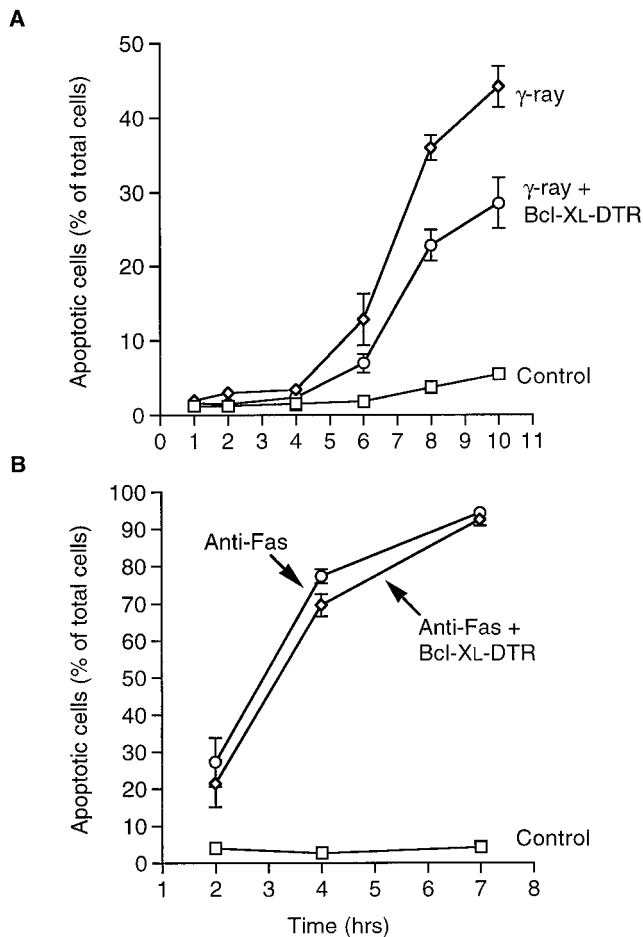 A
Apoptotic cells (% of total cells)
50
40
30
20
10
0
γ-ray
γ-ray +
Bcl-XL-DTR
Control
0 1 2 3 4 5 6 7 8 9 10 11
B
Apoptotic cells (% of total cells)
100
90
80
70
60
50
40
30
20
10
0
Anti-Fas
Anti-Fas +
Bcl-XL-DTR
Control
1 2 3 4 5 6 7 8
Time (hrs)